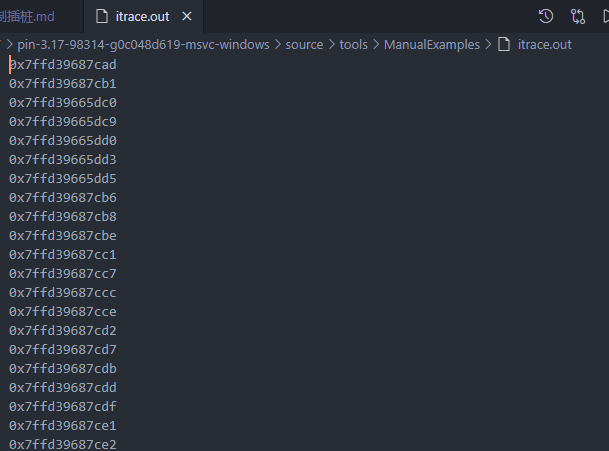 制插桩.md itrace.out
pin-3.17-98314-g0c048d619-msvc-windows > source > tools > ManualExamples > itrace.out
0x7ffd39687cad
0x7ffd39687cb1
0x7ffd39665dc0
0x7ffd39665dc9
0x7ffd39665dd0
0x7ffd39665dd3
0x7ffd39665dd5
0x7ffd39687cb6
0x7ffd39687cb8
0x7ffd39687cbe
0x7ffd39687cc1
0x7ffd39687cc7
0x7ffd39687ccc
0x7ffd39687cce
0x7ffd39687cd2
0x7ffd39687cd7
0x7ffd39687cdb
0x7ffd39687cdd
0x7ffd39687cdf
0x7ffd39687ce1
0x7ffd39687ce2